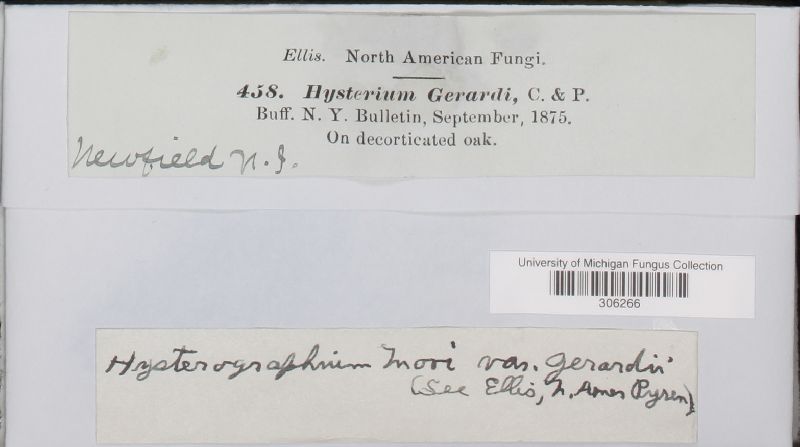 Ellis. North American Fungi.
458. Hysterium Gerardi, C. & P.
Buff. N. Y. Bulletin, September, 1875.
On decorticated oak.
Newfield N.J.
University of Michigan Fungus Collection
306266
Hysterographium Mori var. Gerardii
(See Ellis, N. Amer Pyren)